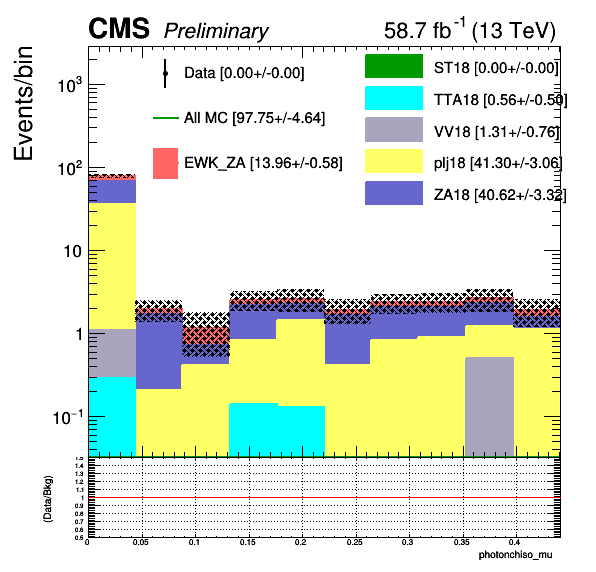 CMS Preliminary 58.7 fb-1 (13 TeV)
Events/bin
Data [0.00+/-0.00]
All MC [97.75+/-4.64]
EWK_ZA [13.96+/-0.58]
ST18 [0.00+/-0.00]
TTA18 [0.56+/-0.50]
VV18 [1.31+/-0.76]
plj18 [41.30+/-3.06]
ZA18 [40.62+/-3.32]
10^3
10^2
10
1
10^-1
(Data/Bkg)
1.5
1.4
1.3
1.2
1.1
1
0.9
0.8
0.7
0.6
0.5
0 0.05 0.1 0.15 0.2 0.25 0.3 0.35 0.4
photonchiso_mu